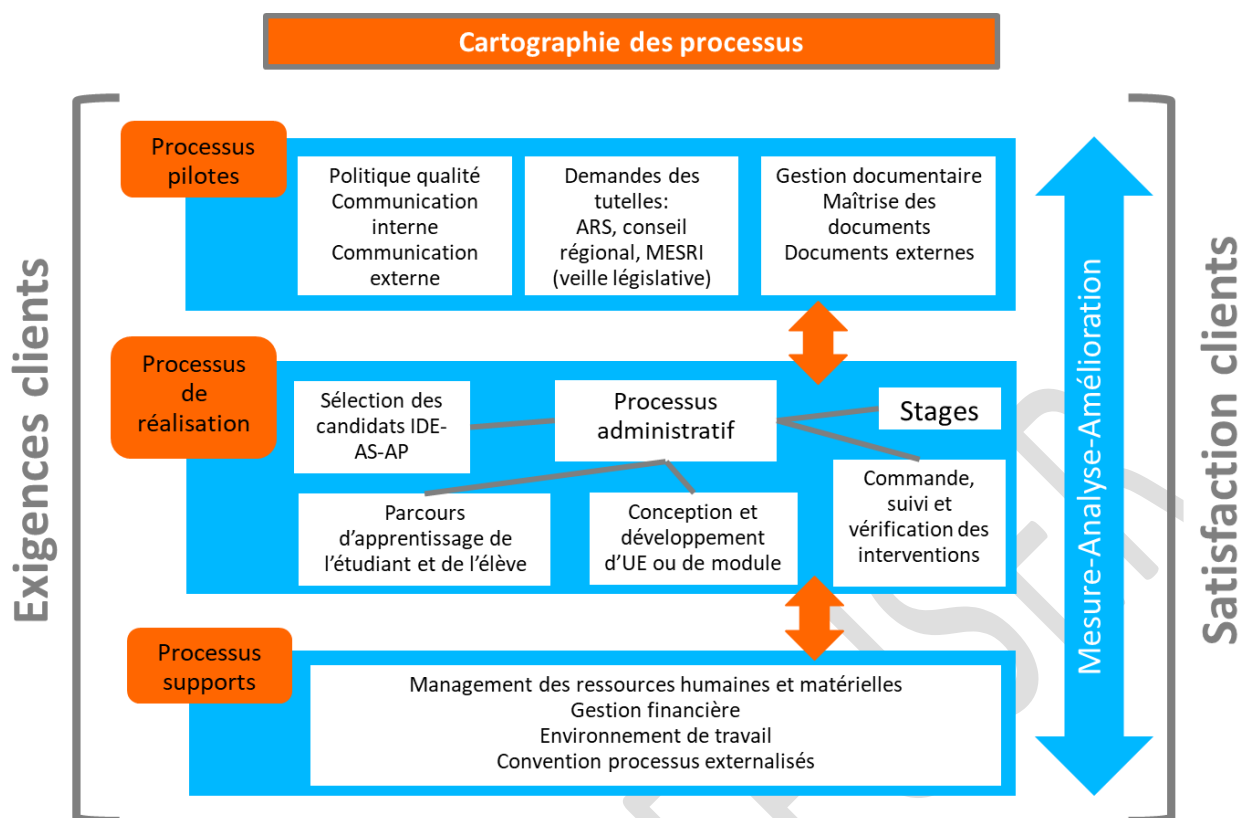 Cartographie des processus
Exigences clients
Processus
pilotes
Politique qualité
Communication
interne
Communication
externe
Demandes des
tutelles:
ARS, conseil
régional, MESRI
(veille législative)
Gestion documentaire
Maîtrise des
documents
Documents externes
Processus
de
réalisation
Sélection des
candidats IDE-
AS-AP
Processus
administratif
Stages
Parcours
d’apprentissage de
l’étudiant et de l’élève
Conception et
développement
d’UE ou de module
Commande,
suivi et
vérification des
interventions
Processus
supports
Management des ressources humaines et matérielles
Gestion financière
Environnement de travail
Convention processus externalisés
Mesure-Analyse-Amélioration
Satisfaction clients